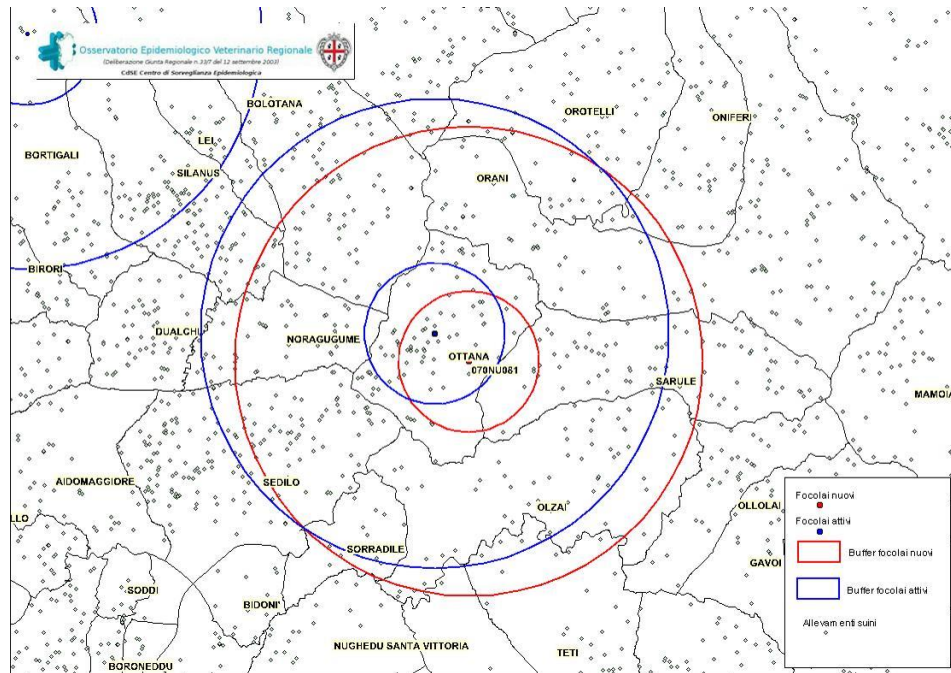 Osservatorio Epidemiologico Veterinario Regionale
(Deliberazione Giunta Regionale n.33/7 del 12 settembre 2003)
CdSE Centro di Sorveglianza Epidemiologica
BOLOTANA
OROTELLI
ONIFERI
LEI
BORTIGALI
SILANUS
ORANI
BIRORI
DUALCHI
NORAGUGUME
OTTANA
070NU081
SARULE
MAMOIA
AIDOMAGGIORE
SEDILO
OLZAI
OLLOLAI
LLO
SORRADILE
GAVOI
SODDI
BIDONI'
NUGHEDU SANTA VITTORIA
TETI
BORONEDDU
Focolai nuovi
Focolai attivi
Buffer focolai nuovi
Buffer focolai attivi
Allevamenti suini